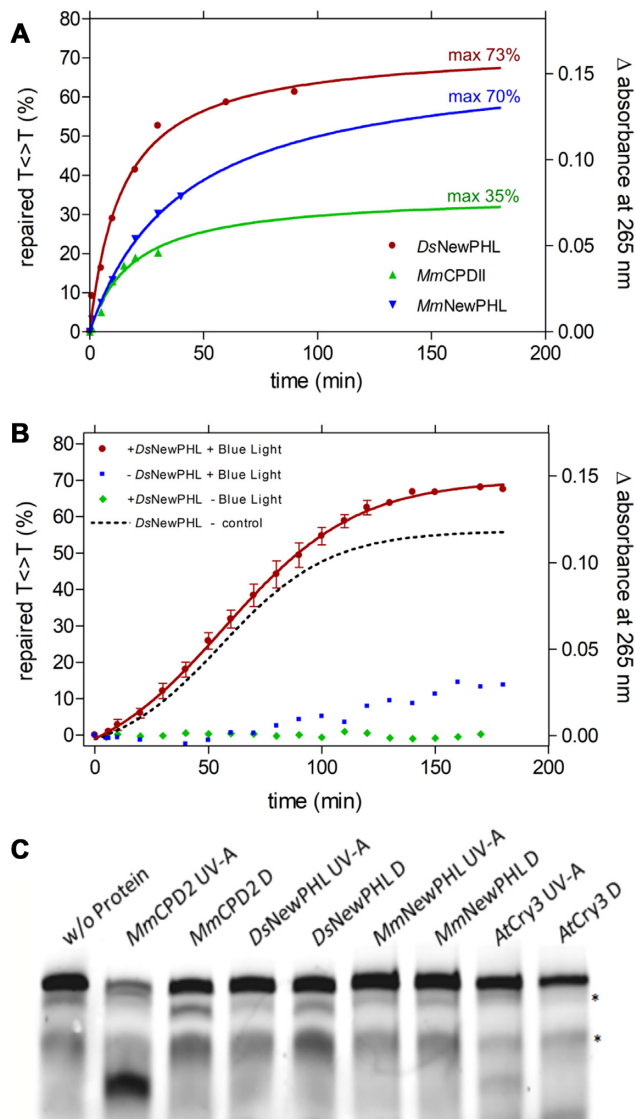 A
80
70
60
50
40
30
20
10
0
repaired T<>T (%)
0.15
0.10
0.05
0.00
Δ absorbance at 265 nm
max 73%
max 70%
max 35%
DsNewPHL
MmCPDII
MmNewPHL
0 50 100 150 200
time (min)
B
80
70
60
50
40
30
20
10
0
repaired T<>T (%)
+DsNewPHL + Blue Light
- DsNewPHL + Blue Light
+DsNewPHL - Blue Light
DsNewPHL - control
0.15
0.10
0.05
0.00
Δ absorbance at 265 nm
0 50 100 150 200
time (min)
C
w/o Protein
MmCPD2 UV-A
MmCPD2 D
DsNewPHL UV-A
DsNewPHL D
MmNewPHL UV-A
MmNewPHL D
AtCry3 UV-A
AtCry3 D
*
*